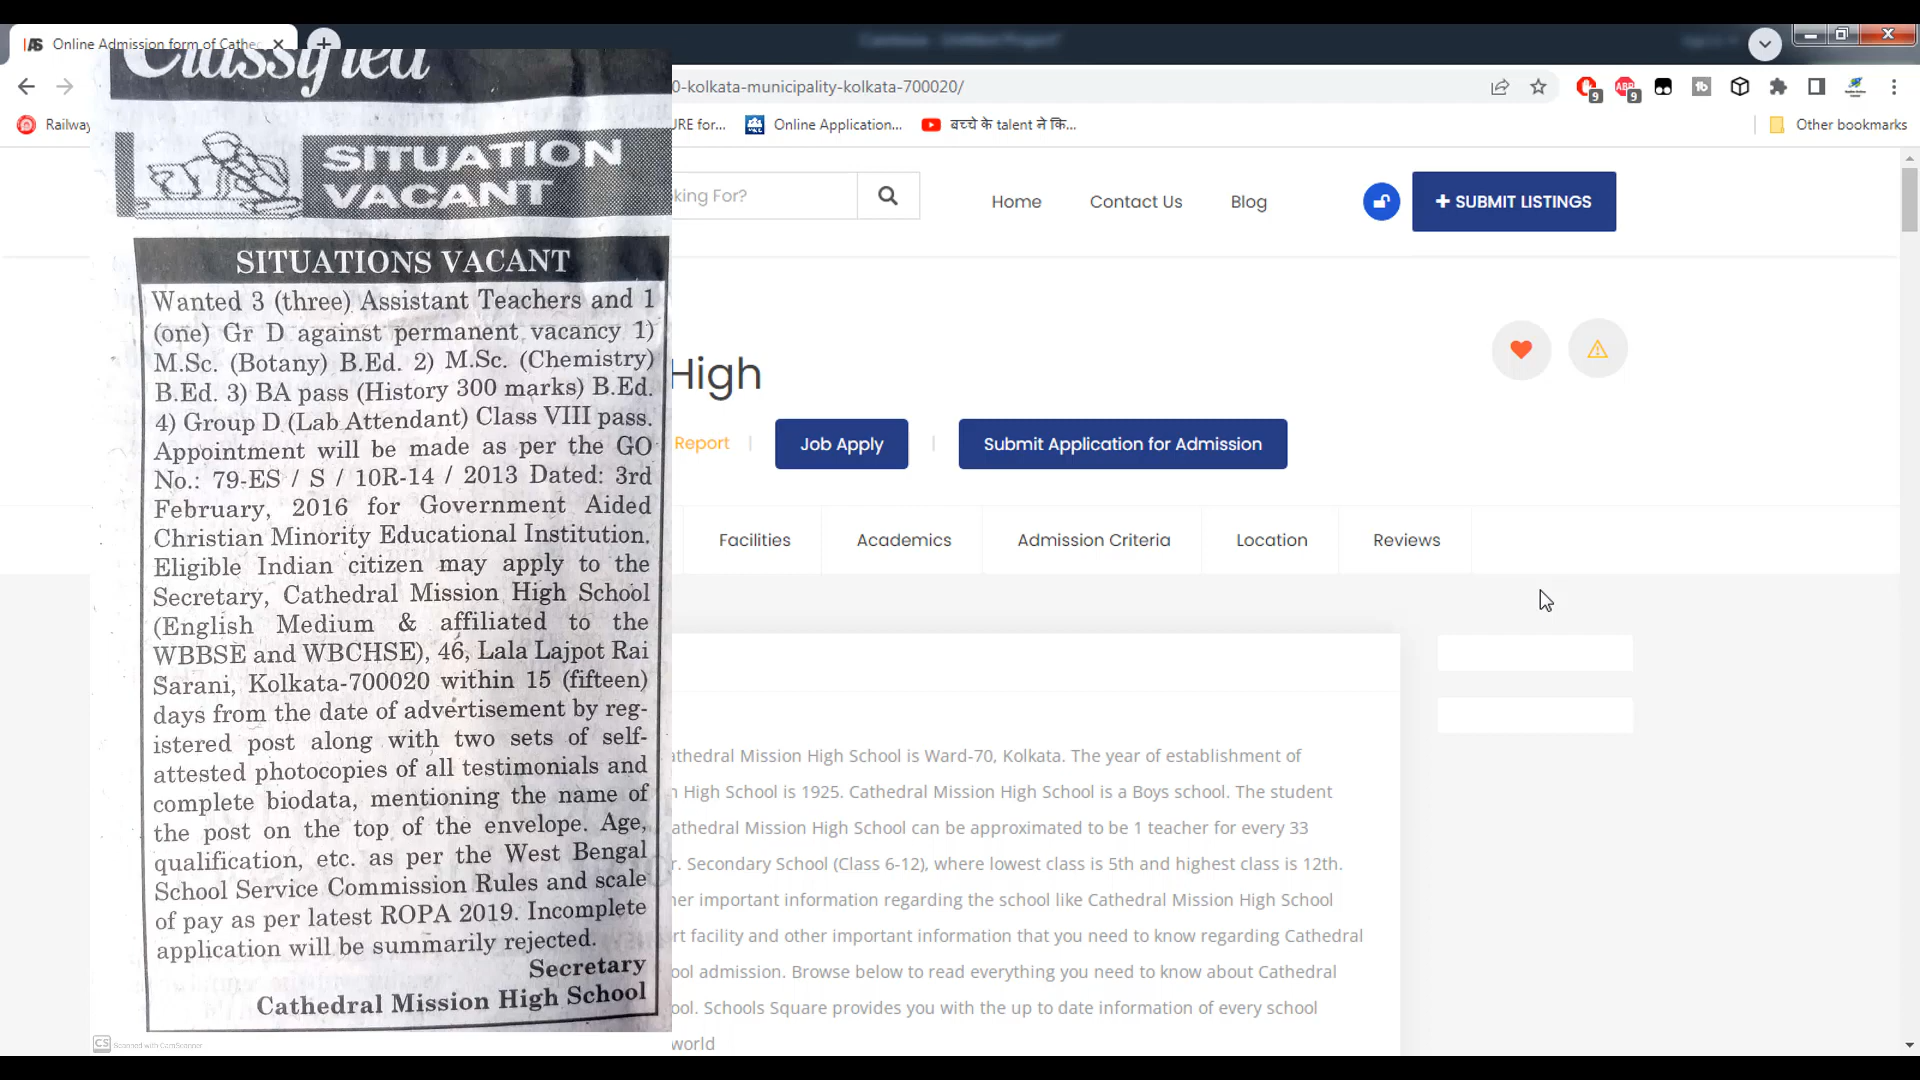 Online Admission form of Cathe
0-kolkata-municipality-kolkata-700020/
9
ABP
9
Railway
URE for...
Online Application...
बच्चे के talent ने कि...
Other bookmarks
Classified
SITUATION
VACANT
SITUATIONS VACANT
Wanted 3 (three) Assistant Teachers and 1
(one) Gr D against permanent vacancy 1)
M.Sc. (Botany) B.Ed. 2) M.Sc. (Chemistry)
B.Ed. 3) BA pass (History 300 marks) B.Ed.
4) Group D (Lab Attendant) Class VIII pass.
Appointment will be made as per the GO
No.: 79-ES / S / 10R-14 / 2013 Dated: 3rd
February, 2016 for Government Aided
Christian Minority Educational Institution.
Eligible Indian citizen may apply to the
Secretary, Cathedral Mission High School
(English Medium & affiliated to the
WBBSE and WBCHSE), 46, Lala Lajpot Rai
Sarani, Kolkata-700020 within 15 (fifteen)
days from the date of advertisement by reg-
istered post along with two sets of self-
attested photocopies of all testimonials and
complete biodata, mentioning the name of
the post on the top of the envelope. Age,
qualification, etc. as per the West Bengal
School Service Commission Rules and scale
of pay as per latest ROPA 2019. Incomplete
application will be summarily rejected.
Secretary
Cathedral Mission High School
CS Scanned with CamScanner
king For?
Home
Contact Us
Blog
+ SUBMIT LISTINGS
High
Report
|
Job Apply
|
Submit Application for Admission
Facilities
Academics
Admission Criteria
Location
Reviews
athedral Mission High School is Ward-70, Kolkata. The year of establishment of
n High School is 1925. Cathedral Mission High School is a Boys school. The student
athedral Mission High School can be approximated to be 1 teacher for every 33
r. Secondary School (Class 6-12), where lowest class is 5th and highest class is 12th.
her important information regarding the school like Cathedral Mission High School
rt facility and other important information that you need to know regarding Cathedral
ool admission. Browse below to read everything you need to know about Cathedral
ool. Schools Square provides you with the up to date information of every school
world